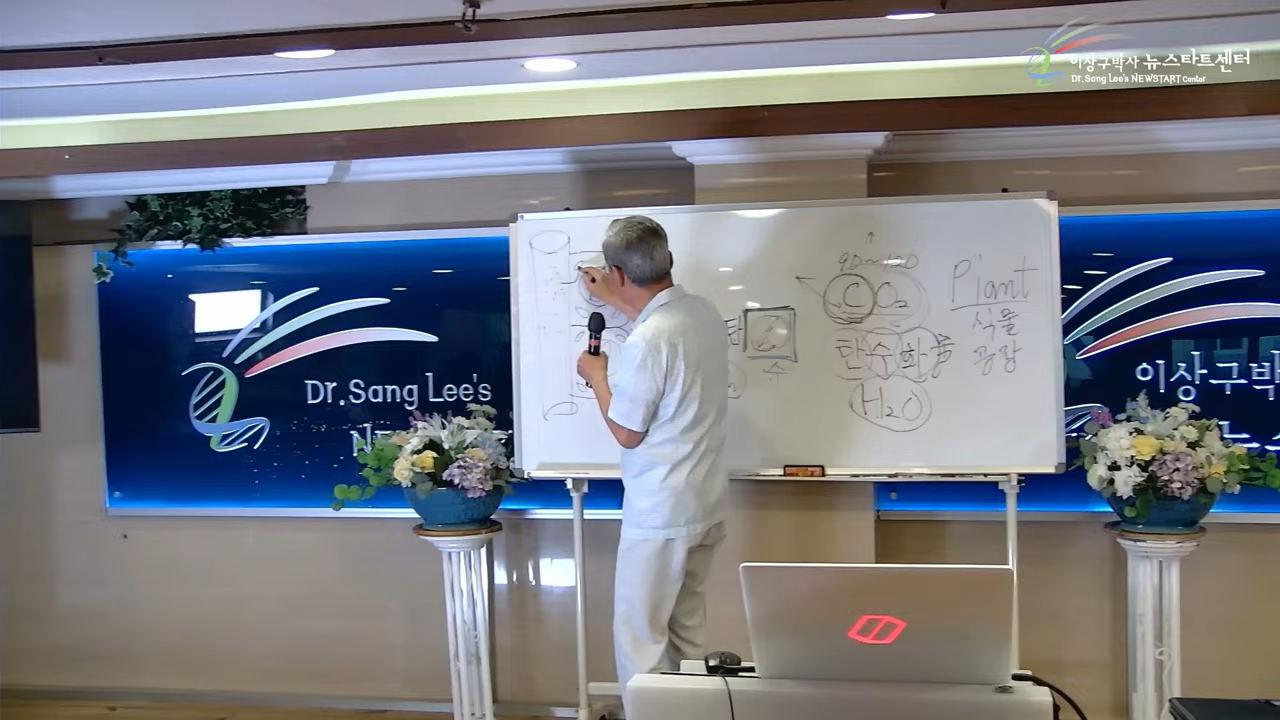 이상구박사 뉴스타트센터
Dr.Sang Lee's NEWSTART Center
Dr.Sang Lee's
이상구박
90~120
CO₂
탄수화물
H₂O
Plant
식물
공장
수